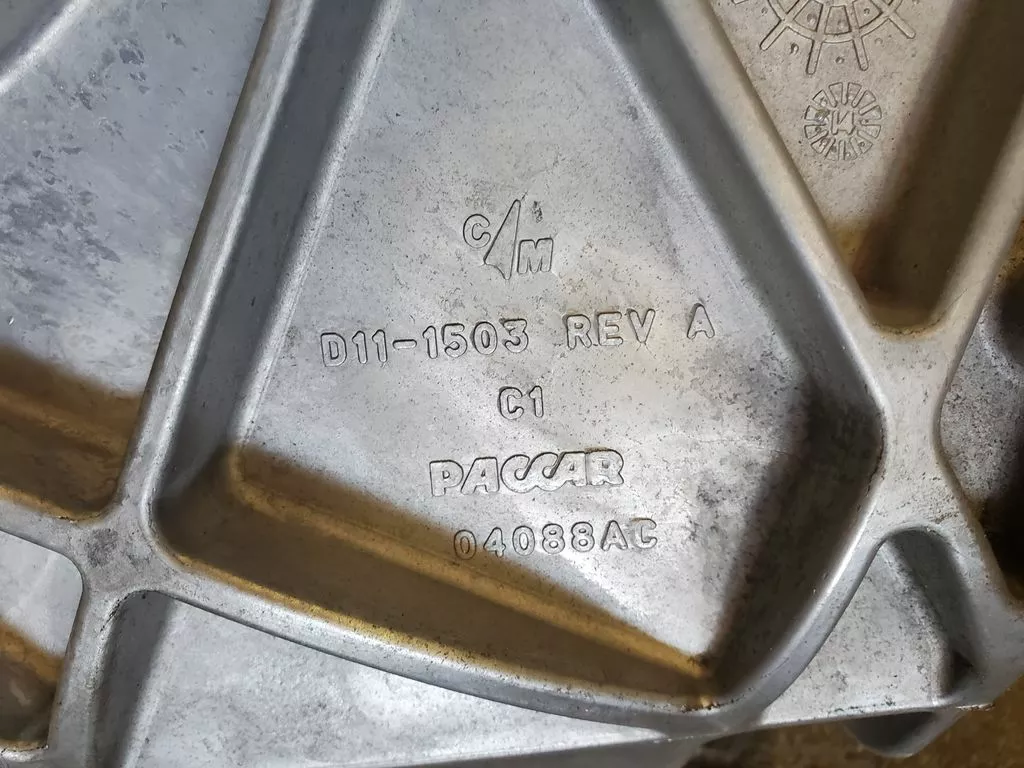 C M
D11-1503 REV A
C1
PACCAR
04088AC